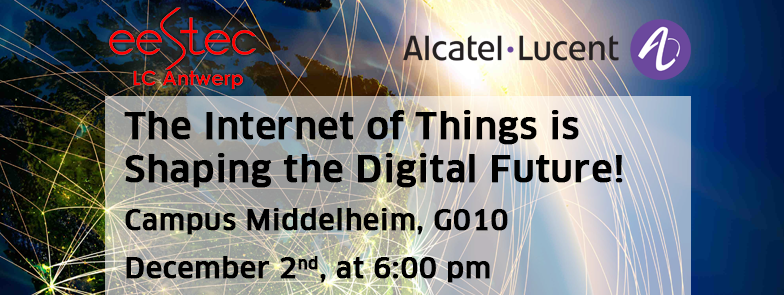 eeStec
LC Antwerp
Alcatel·Lucent
The Internet of Things is
Shaping the Digital Future!
Campus Middelheim, G010
December 2nd, at 6:00 pm